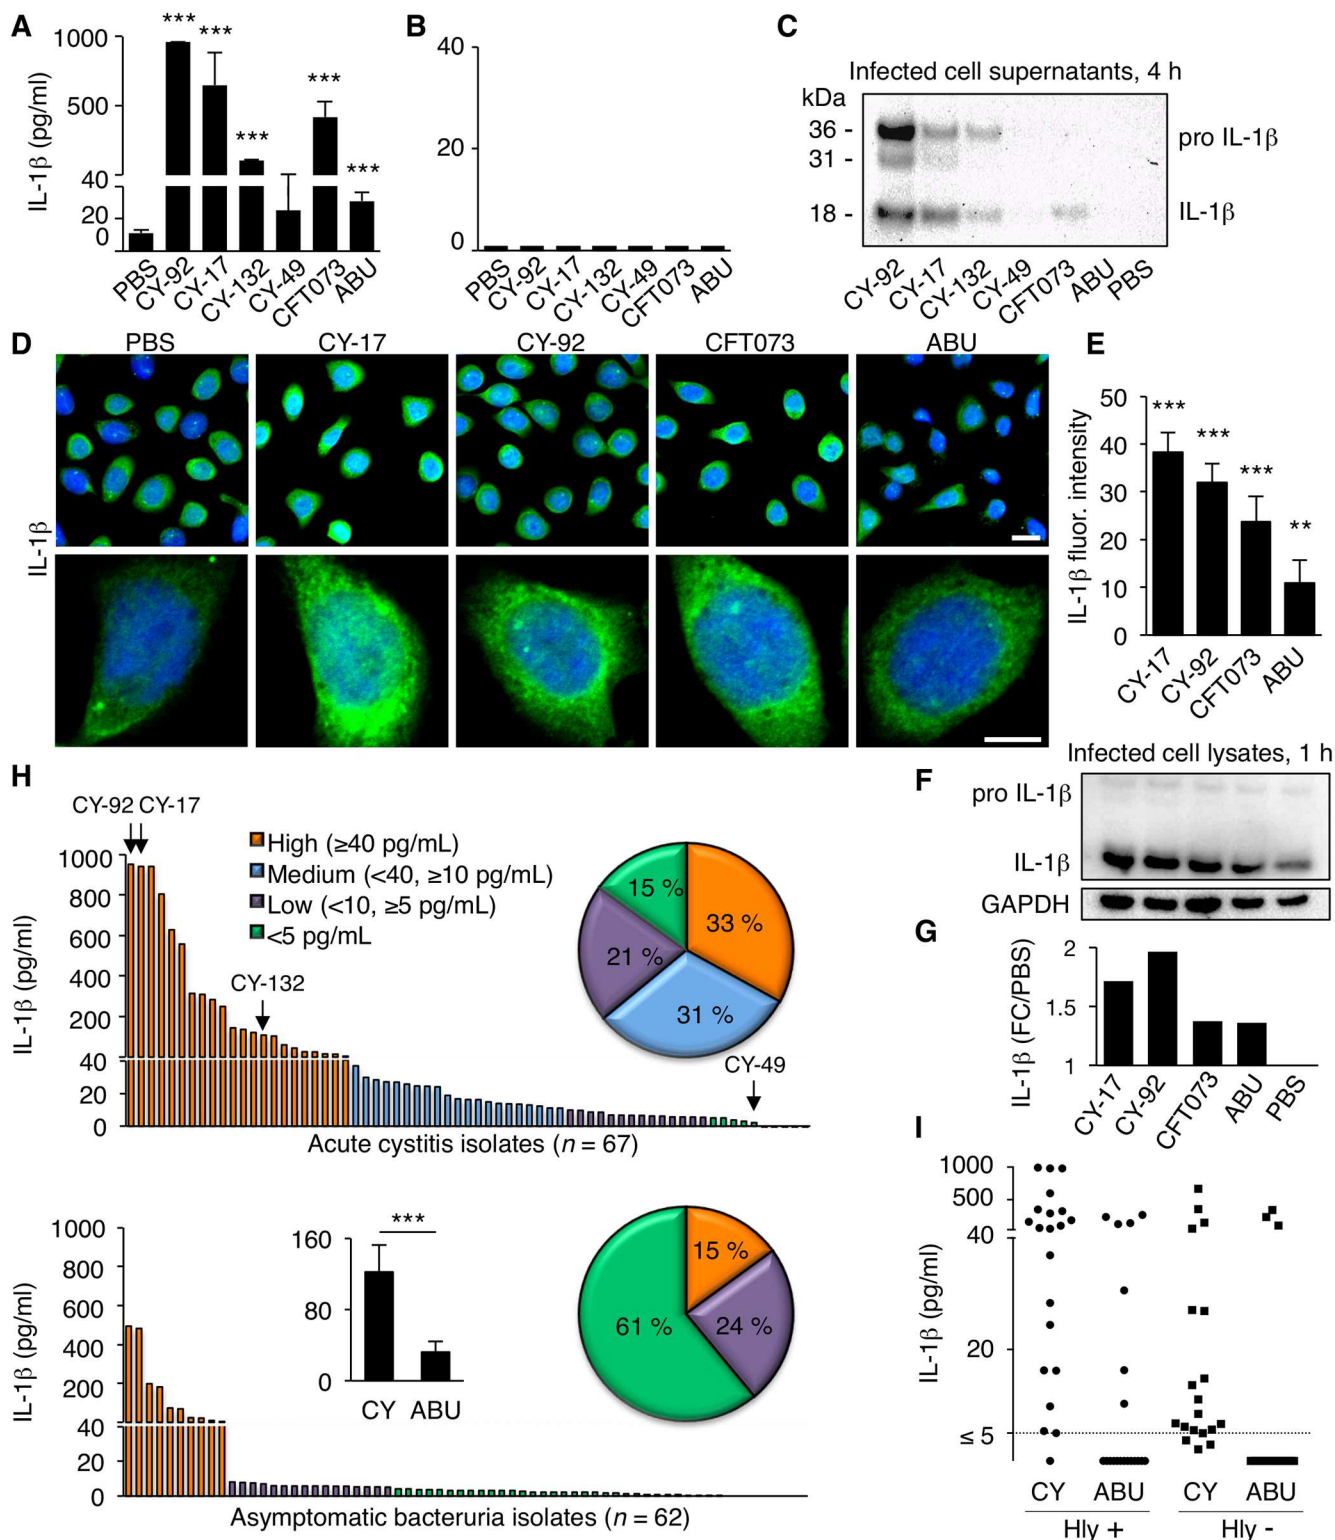 A
1000
500
40
20
0
IL-1β (pg/ml)
***
***
***
***
***
PBS
CY-92
CY-17
CY-132
CY-49
CFT073
ABU
B
40
20
0
PBS
CY-92
CY-17
CY-132
CY-49
CFT073
ABU
C
Infected cell supernatants, 4 h
kDa
36 -
31 -
18 -
pro IL-1β
IL-1β
CY-92
CY-17
CY-132
CY-49
CFT073
ABU
PBS
D
PBS
CY-17
CY-92
CFT073
ABU
IL-1β
E
50
40
30
20
10
0
IL-1β fluor. intensity
***
***
***
**
CY-17
CY-92
CFT073
ABU
F
Infected cell lysates, 1 h
pro IL-1β
IL-1β
GAPDH
G
2
1.5
1
IL-1β (FC/PBS)
CY-17
CY-92
CFT073
ABU
PBS
H
CY-92 CY-17
High (≥40 pg/mL)
Medium (<40, ≥10 pg/mL)
Low (<10, ≥5 pg/mL)
<5 pg/mL
1000
800
600
400
200
40
20
0
IL-1β (pg/ml)
CY-132
CY-49
15 %
33 %
21 %
31 %
Acute cystitis isolates (n = 67)
1000
800
600
400
200
40
20
0
IL-1β (pg/ml)
160
80
0
***
CY ABU
15 %
61 %
24 %
Asymptomatic bacteruria isolates (n = 62)
I
1000
500
40
20
≤ 5
IL-1β (pg/ml)
CY ABU CY ABU
Hly + Hly -